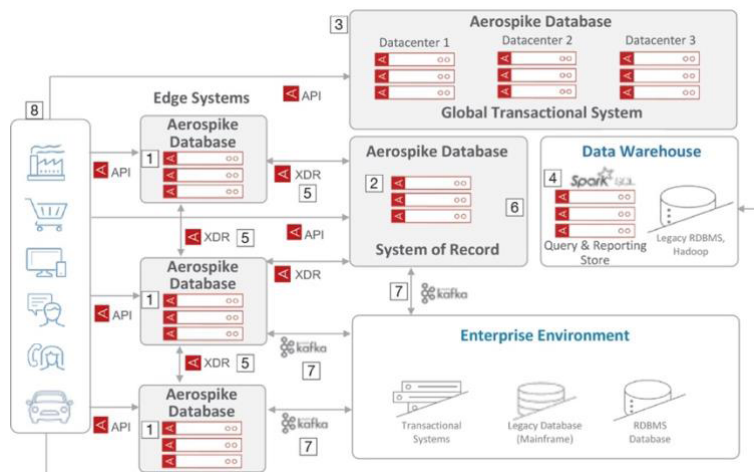 3
Aerospike Database
Datacenter 1
Datacenter 2
Datacenter 3
Global Transactional System
8
Edge Systems
API
Aerospike
Database
1
API
XDR
5
Aerospike Database
2
6
System of Record
Data Warehouse
4
Spark SQL
Query & Reporting
Store
Legacy RDBMS,
Hadoop
XDR
5
API
XDR
Aerospike
Database
1
API
7
kafka
Enterprise Environment
kafka
7
XDR
5
Aerospike
Database
1
API
kafka
7
Transactional
Systems
Legacy Database
(Mainframe)
RDBMS
Database